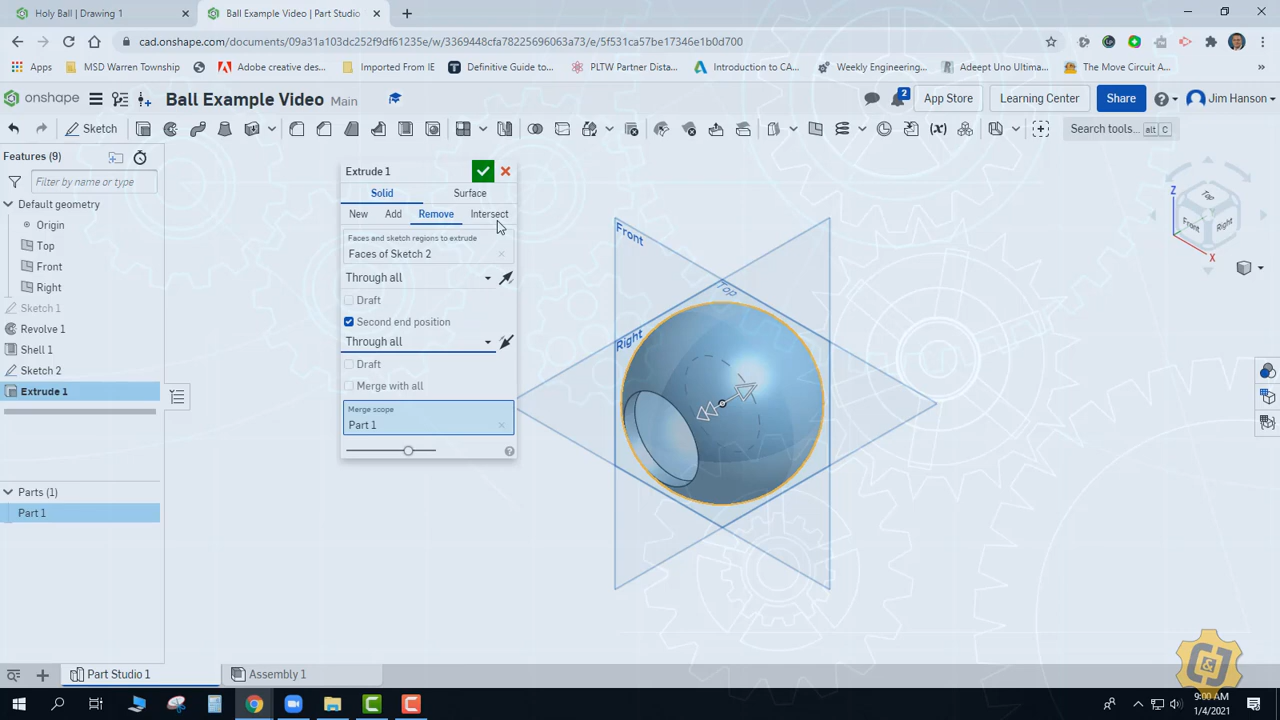 Holy Ball | Drawing 1
Ball Example Video | Part Studio
cad.onshape.com/documents/09a31a103dc252f9df61235e/w/3369448cfa78225696063a73/e/5f531ca57be17346e1b0d700
Apps
MSD Warren Township
Adobe creative desi...
Imported From IE
Definitive Guide to...
PLTW Partner Dista...
Introduction to CA...
Weekly Engineering...
Adeept Uno Ultima...
The Move Circuit A...
onshape
Ball Example Video Main
2
App Store
Learning Center
Share
Jim Hanson
Sketch
Search tools... alt C
Features (9)
Filter by name or type
Default geometry
Origin
Top
Front
Right
Sketch 1
Revolve 1
Shell 1
Sketch 2
Extrude 1
Parts (1)
Part 1
Extrude 1
Solid Surface
New Add Remove Intersect
Faces and sketch regions to extrude
Faces of Sketch 2
Through all
Draft
Second end position
Through all
Draft
Merge with all
Merge scope
Part 1
Front
Top
Right
Z
Top
Front Right
X
Part Studio 1
Assembly 1
9:00 AM
1/4/2021